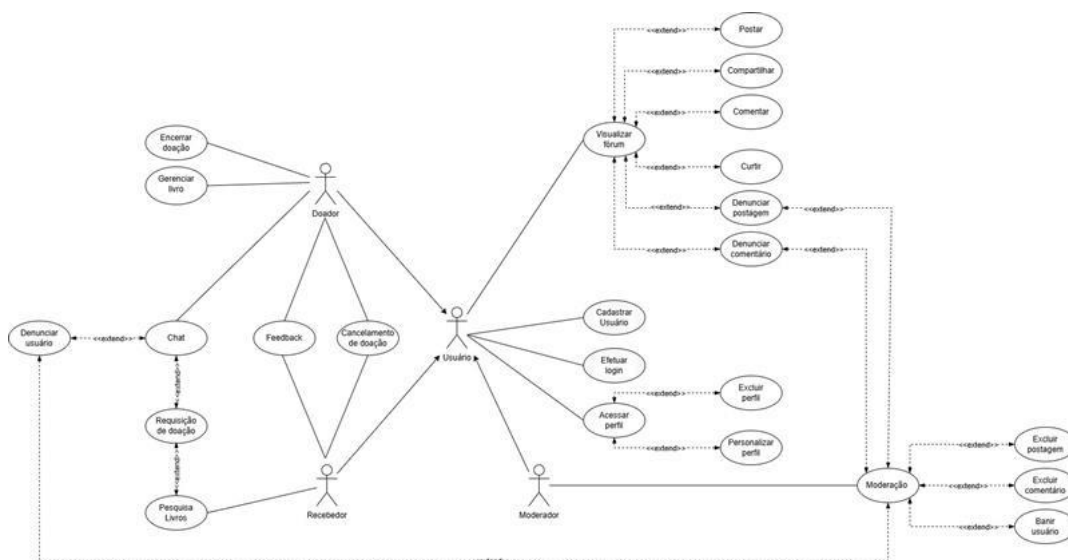 Postar
<<extend>>
Compartilhar
<<extend>>
Comentar
<<extend>>
Visualizar
fórum
Curtir
<<extend>>
Denunciar
postagem
<<extend>>
<<extend>>
Denunciar
comentário
<<extend>>
<<extend>>
Encerrar
doação
Gerenciar
livro
Doador
Denunciar
usuário
<<extend>>
Chat
Feedback
Cancelamento
de doação
Usuário
Cadastrar
Usuário
Efetuar
login
Acessar
perfil
<<extend>>
Excluir
perfil
<<extend>>
Personalizar
perfil
<<extend>>
Requisição
de doação
<<extend>>
Pesquisa
Livros
Recebedor
Moderador
Moderação
<<extend>>
Excluir
postagem
<<extend>>
Excluir
comentário
<<extend>>
Banir
usuário